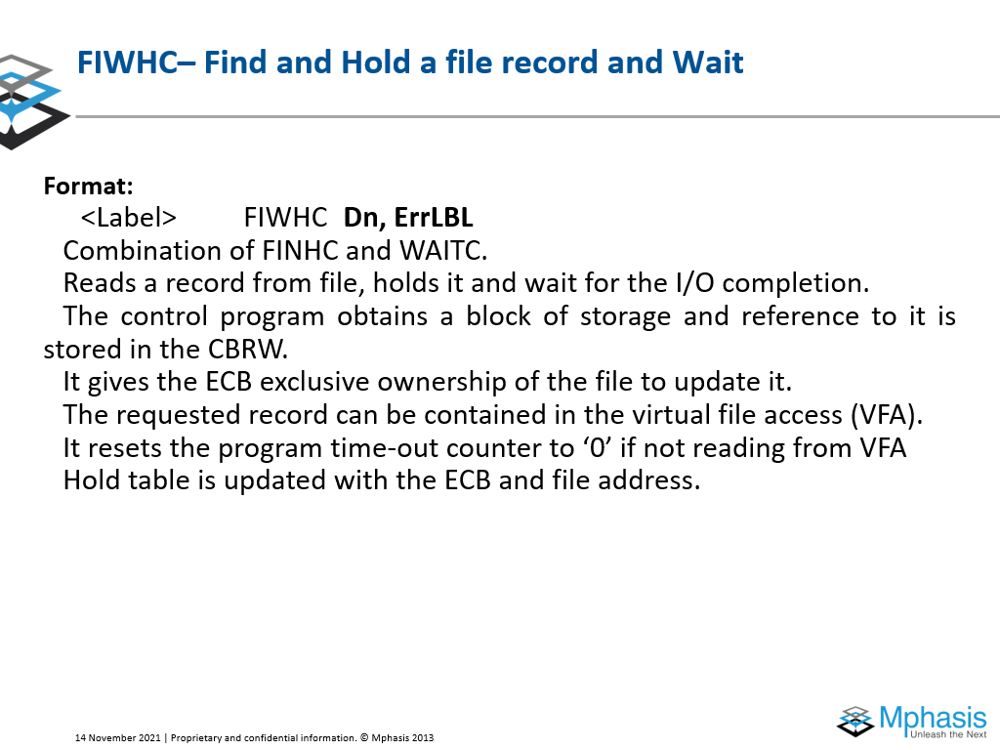 FIWHC– Find and Hold a file record and Wait
Format:
<Label> FIWHC Dn, ErrLBL
Combination of FINHC and WAITC.
Reads a record from file, holds it and wait for the I/O completion.
The control program obtains a block of storage and reference to it is
stored in the CBRW.
It gives the ECB exclusive ownership of the file to update it.
The requested record can be contained in the virtual file access (VFA).
It resets the program time-out counter to ‘0’ if not reading from VFA
Hold table is updated with the ECB and file address.
14 November 2021 | Proprietary and confidential information. © Mphasis 2013
Mphasis
Unleash the Next